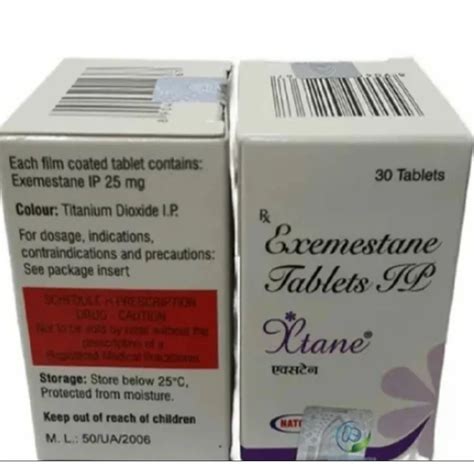 Each film coated tablet contains:
Exemestane IP 25 mg
Colour: Titanium Dioxide I.P.
For dosage, indications,
contraindications and precautions:
See package insert
SCHEDULE H PRESCRIPTION
DRUG - CAUTION
Not to be sold by retail without the
prescription of a
Registered Medical Practitioner.
Storage: Store below 25°C,
Protected from moisture.
Keep out of reach of children
M. L.: 50/UA/2006
30 Tablets
Rx
Exemestane
Tablets IP
Xtane®
एक्सटेन